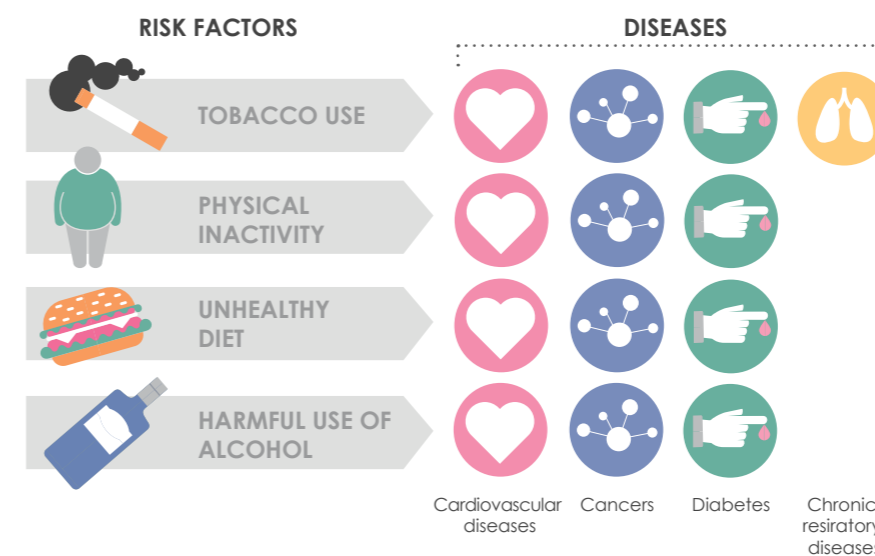 RISK FACTORS
DISEASES
TOBACCO USE
PHYSICAL
INACTIVITY
UNHEALTHY
DIET
HARMFUL USE OF
ALCOHOL
Cardiovascular
diseases
Cancers
Diabetes
Chronic
resiratory
diseases